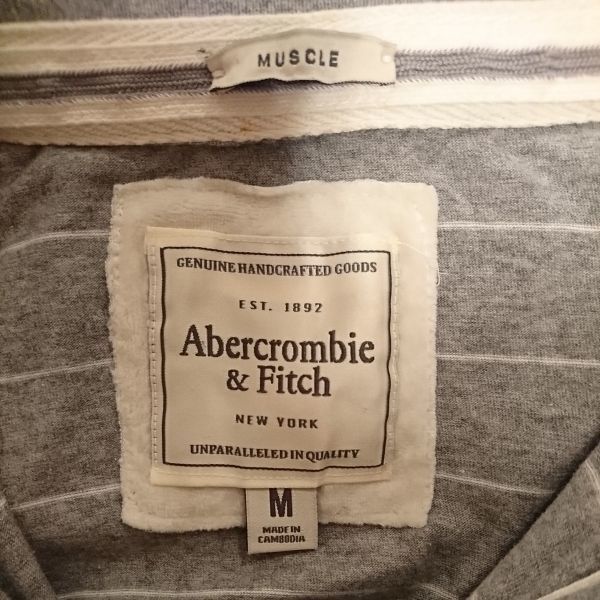 MUSCLE
GENUINE HANDCRAFTED GOODS
EST. 1892
Abercrombie
& Fitch
NEW YORK
UNPARALLELED IN QUALITY
M
MADE IN
CAMBODIA